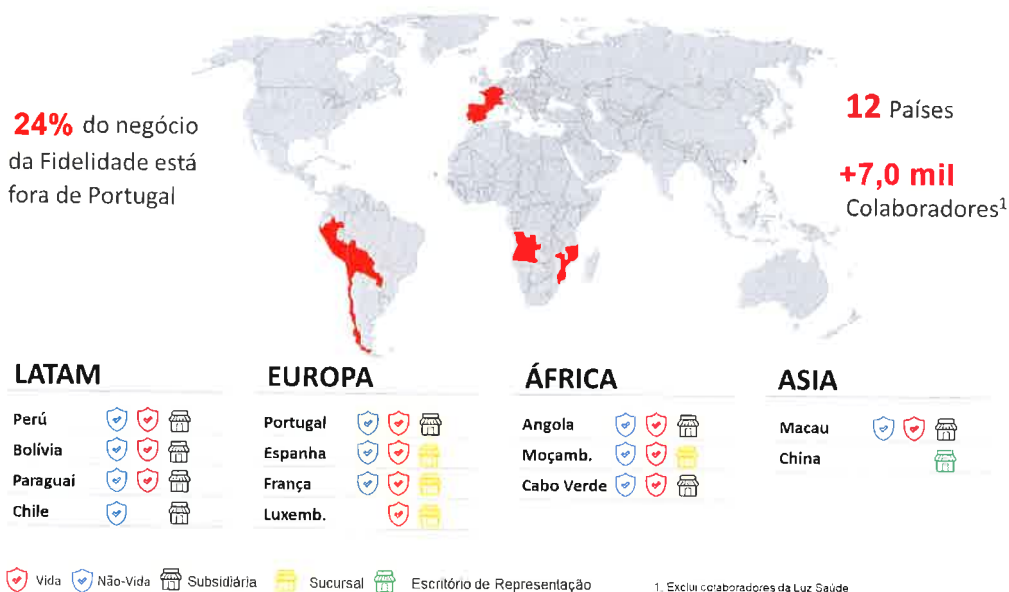 24% do negócio
da Fidelidade está
fora de Portugal
12 Países
+7,0 mil
Colaboradores1
LATAM
Perú
Bolívia
Paraguai
Chile
EUROPA
Portugal
Espanha
França
Luxemb.
ÁFRICA
Angola
Moçamb.
Cabo Verde
ASIA
Macau
China
Vida Não-Vida Subsidiária Sucursal Escritório de Representação
1. Exclui colaboradores da Luz Saúde